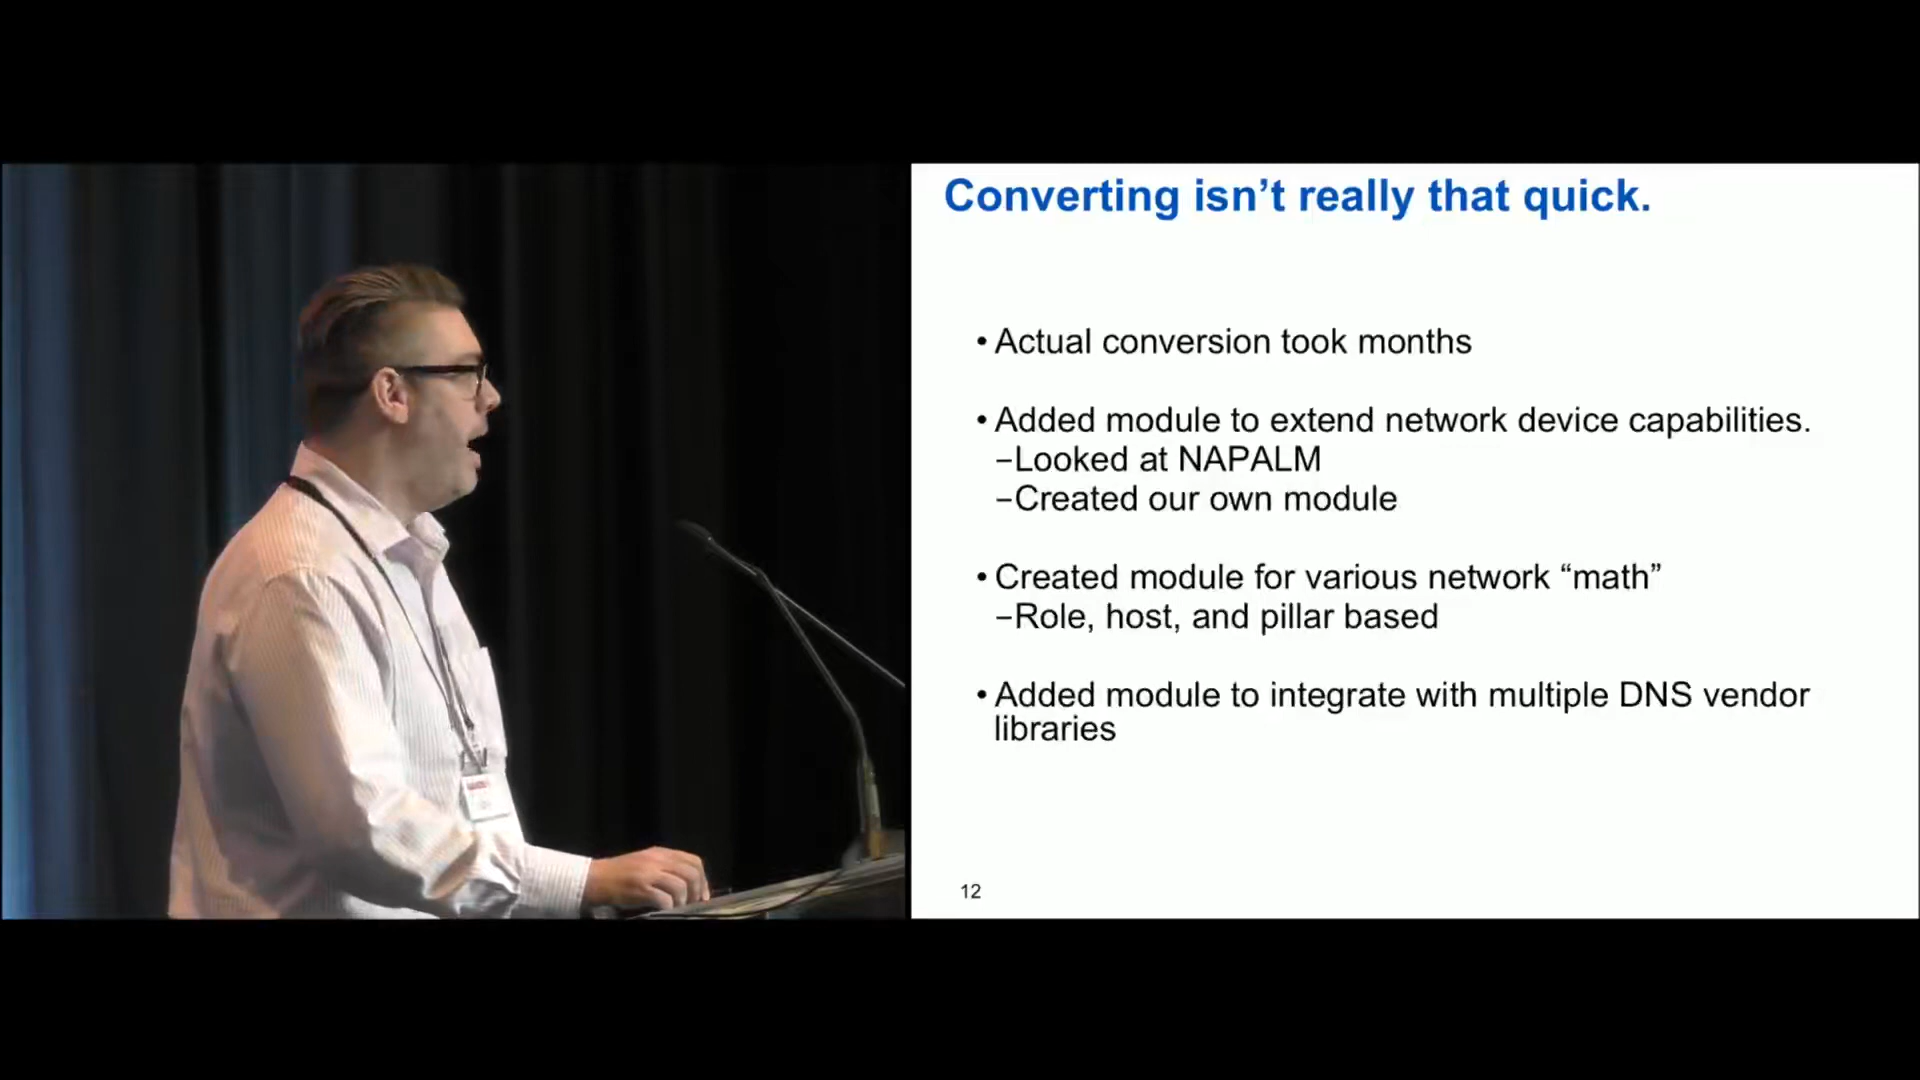 Converting isn’t really that quick.
• Actual conversion took months
• Added module to extend network device capabilities.
–Looked at NAPALM
–Created our own module
• Created module for various network “math”
–Role, host, and pillar based
• Added module to integrate with multiple DNS vendor
libraries
12